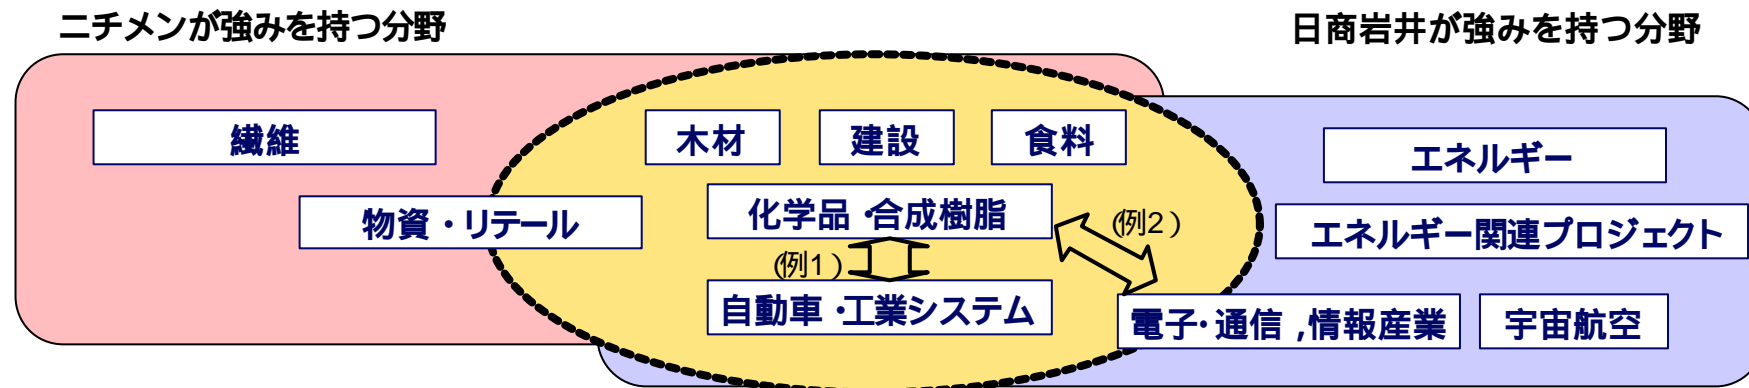 ニチメンが強みを持つ分野
日商岩井が強みを持つ分野
繊維
木材
建設
食料
エネルギー
物資・リテール
化学品・合成樹脂
(例2)
エネルギー関連プロジェクト
(例1)
自動車・工業システム
電子・通信,情報産業
宇宙航空